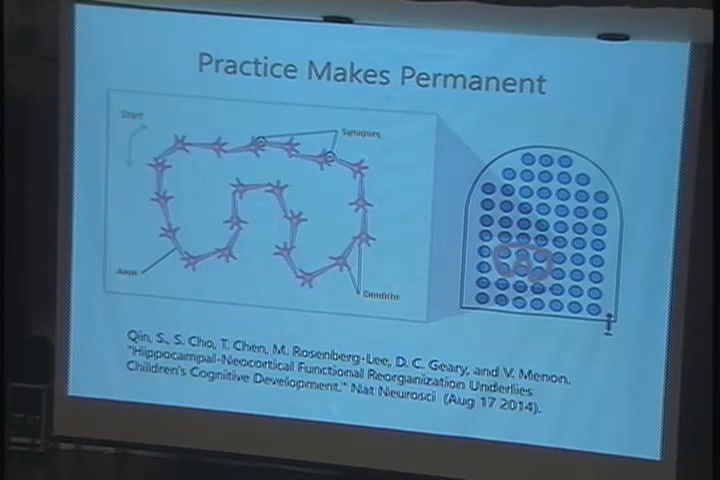 Practice Makes Permanent
Start
Synapses
Axon
Dendrite
Qin, S., S. Cho, T. Chen, M. Rosenberg-Lee, D. C. Geary, and V. Menon.
"Hippocampal-Neocortical Functional Reorganization Underlies
Children's Cognitive Development." Nat Neurosci (Aug 17 2014).